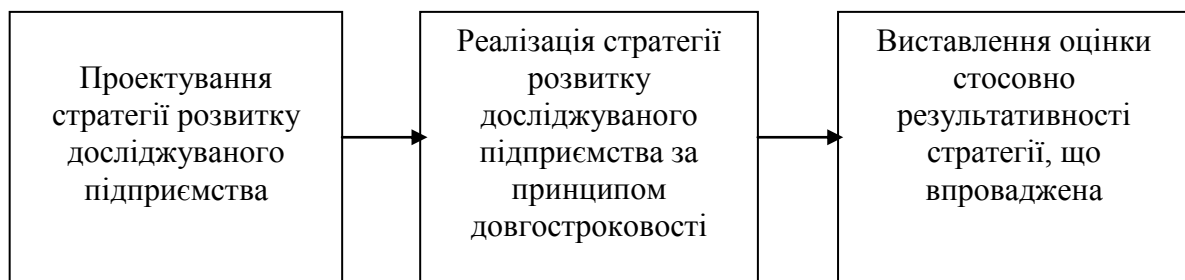 Проектування
стратегії розвитку
досліджуваного
підприємства
Реалізація стратегії
розвитку
досліджуваного
підприємства за
принципом
довгостроковості
Виставлення оцінки
стосовно
результативності
стратегії, що
впроваджена